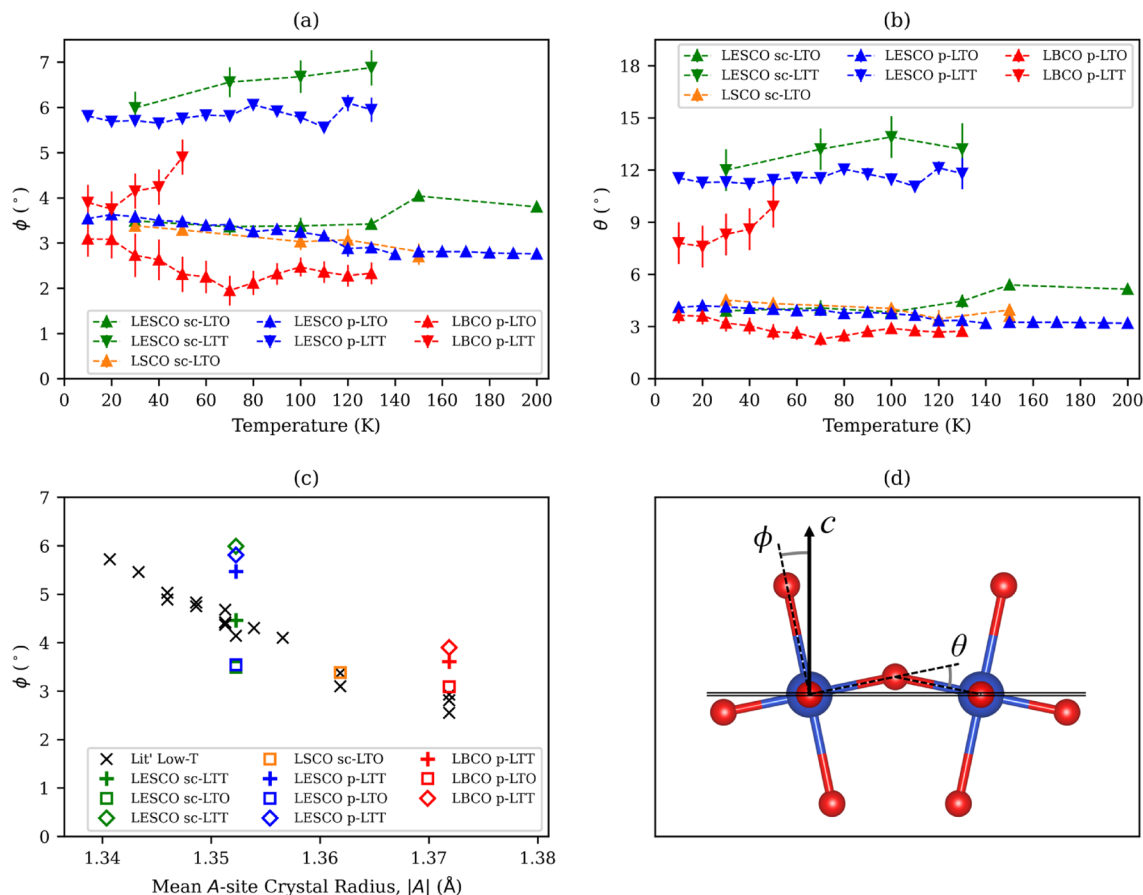 (a)
ϕ (°)
7
6
5
4
3
2
1
0
LESCO sc-LTO
LESCO sc-LTT
LSCO sc-LTO
LESCO p-LTO
LESCO p-LTT
LBCO p-LTO
LBCO p-LTT
0 20 40 60 80 100 120 140 160 180 200
Temperature (K)
(b)
θ (°)
18
15
12
9
6
3
0
LESCO sc-LTO
LESCO sc-LTT
LSCO sc-LTO
LESCO p-LTO
LESCO p-LTT
LBCO p-LTO
LBCO p-LTT
0 20 40 60 80 100 120 140 160 180 200
Temperature (K)
(c)
ϕ (°)
7
6
5
4
3
2
1
0
Lit' Low-T
LESCO sc-LTT
LESCO sc-LTO
LESCO sc-LTT
LSCO sc-LTO
LESCO p-LTT
LESCO p-LTO
LESCO p-LTT
LBCO p-LTT
LBCO p-LTO
LBCO p-LTT
1.34 1.35 1.36 1.37 1.38
Mean A-site Crystal Radius, |A| (Å)
(d)
ϕ
c
θ